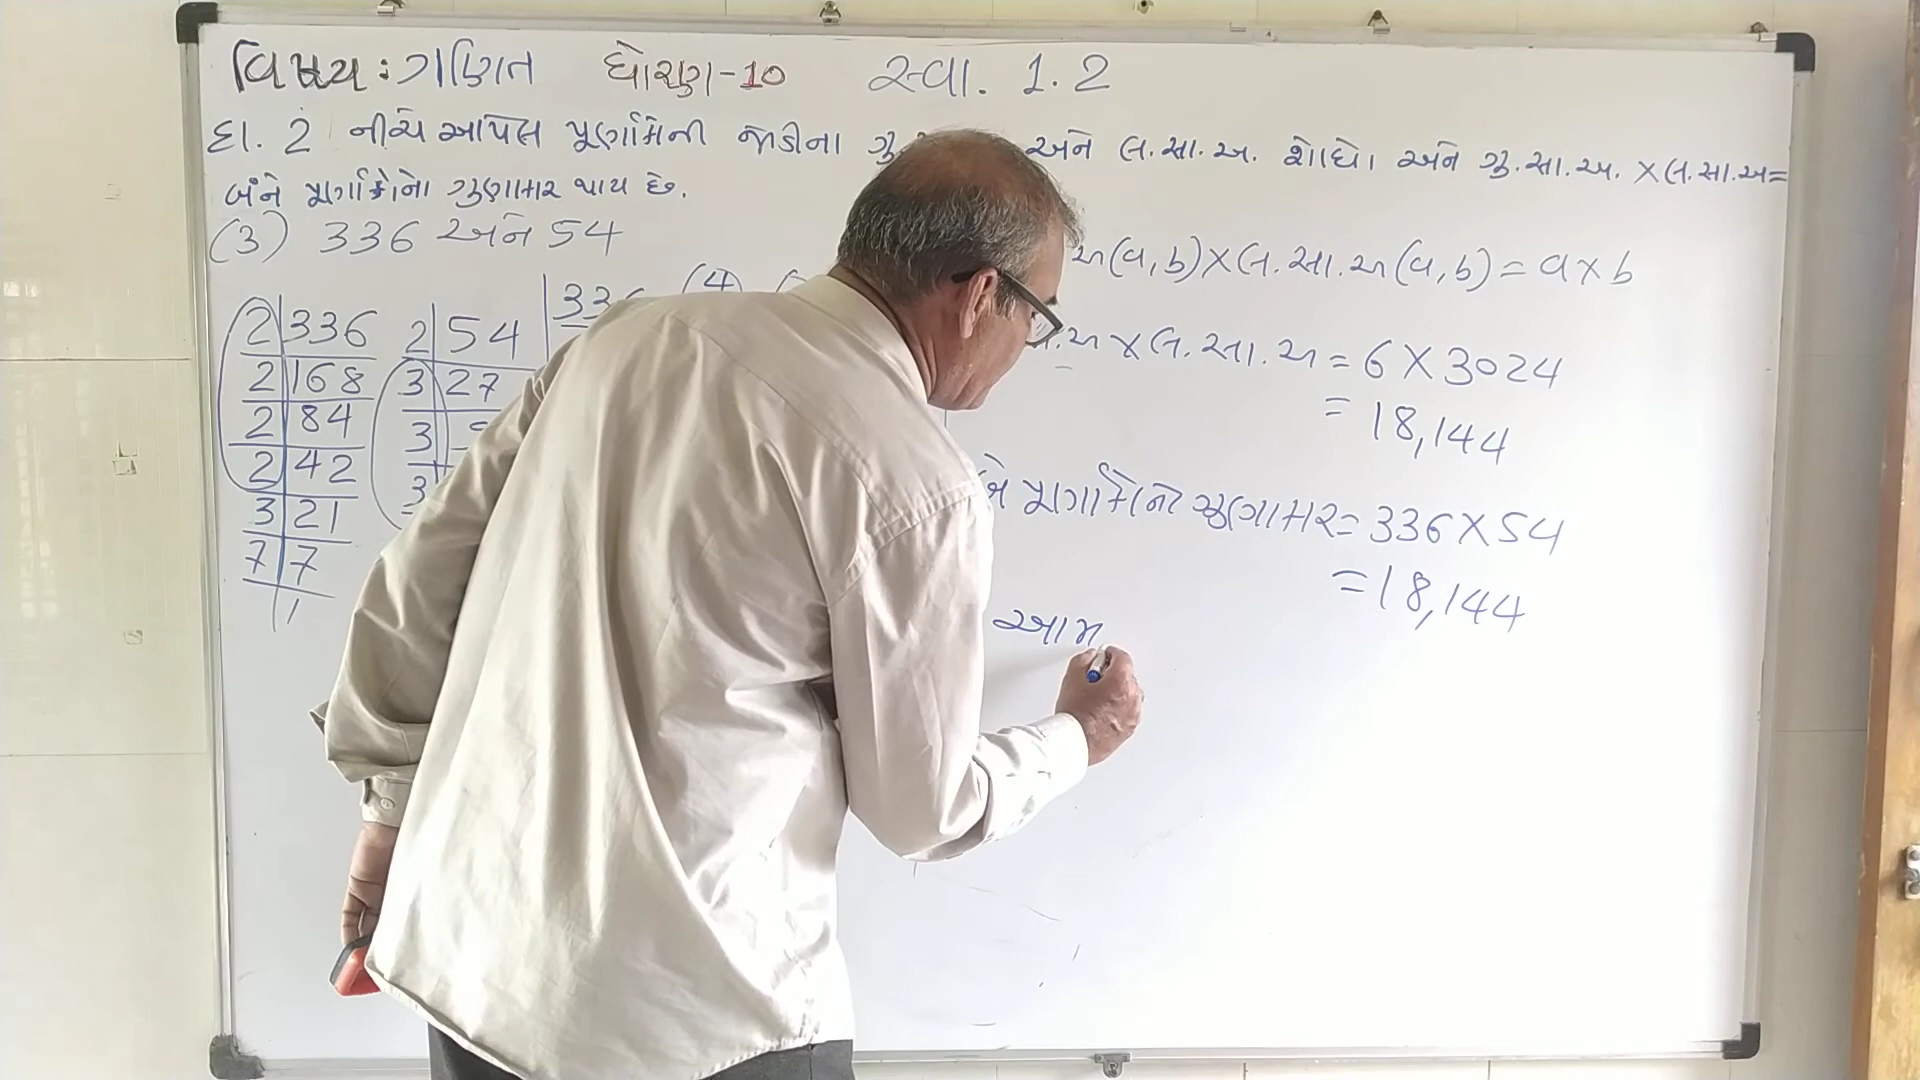 વિષય : ગણિત ધોરણ-10 સ્વા. 1.2
દા. 2 નીચે આપેલ પૂર્ણાંકોની જોડીના ગુ અને લ.સા.અ. શોધો અને ગુ.સા.અ. × લ.સા.અ =
બંને પૂર્ણાંકોનો ગુણાકાર થાય છે.
(3) 336 અને 54
2 336
2 168
2 84
2 42
3 21
7 7
1
2 54
3 27
3 9
3
336
(4)
અ(a,b)×લ.સા.અ(a,b)=a×b
.અ × લ.સા.અ = 6 × 3024
= 18,144
બે પૂર્ણાંકોનો ગુણાકાર = 336 × 54
= 18,144
આમ